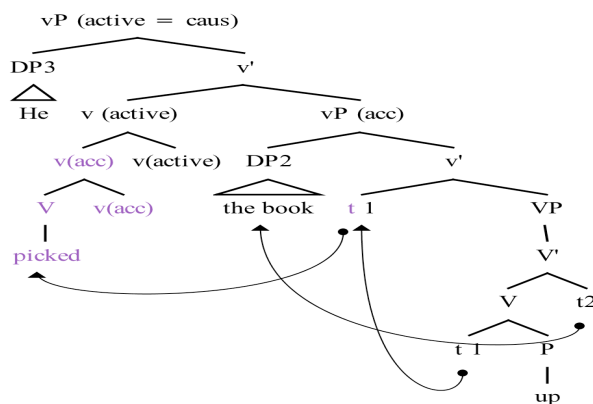 vP (active = caus)
DP3 v'
He v (active) vP (acc)
v(acc) v(active) DP2 v'
V v(acc) the book t 1 VP
picked V'
V t2
t 1 P
up